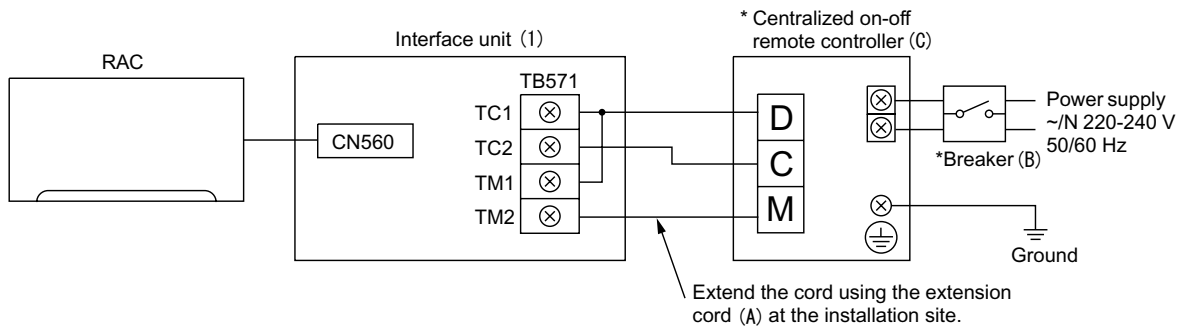 * Centralized on-off
remote controller (C)
Interface unit (1)
RAC
TB571
TC1
TC2
TM1
TM2
CN560
D
C
M
Power supply
~/N 220-240 V
50/60 Hz
*Breaker (B)
Ground
Extend the cord using the extension
cord (A) at the installation site.